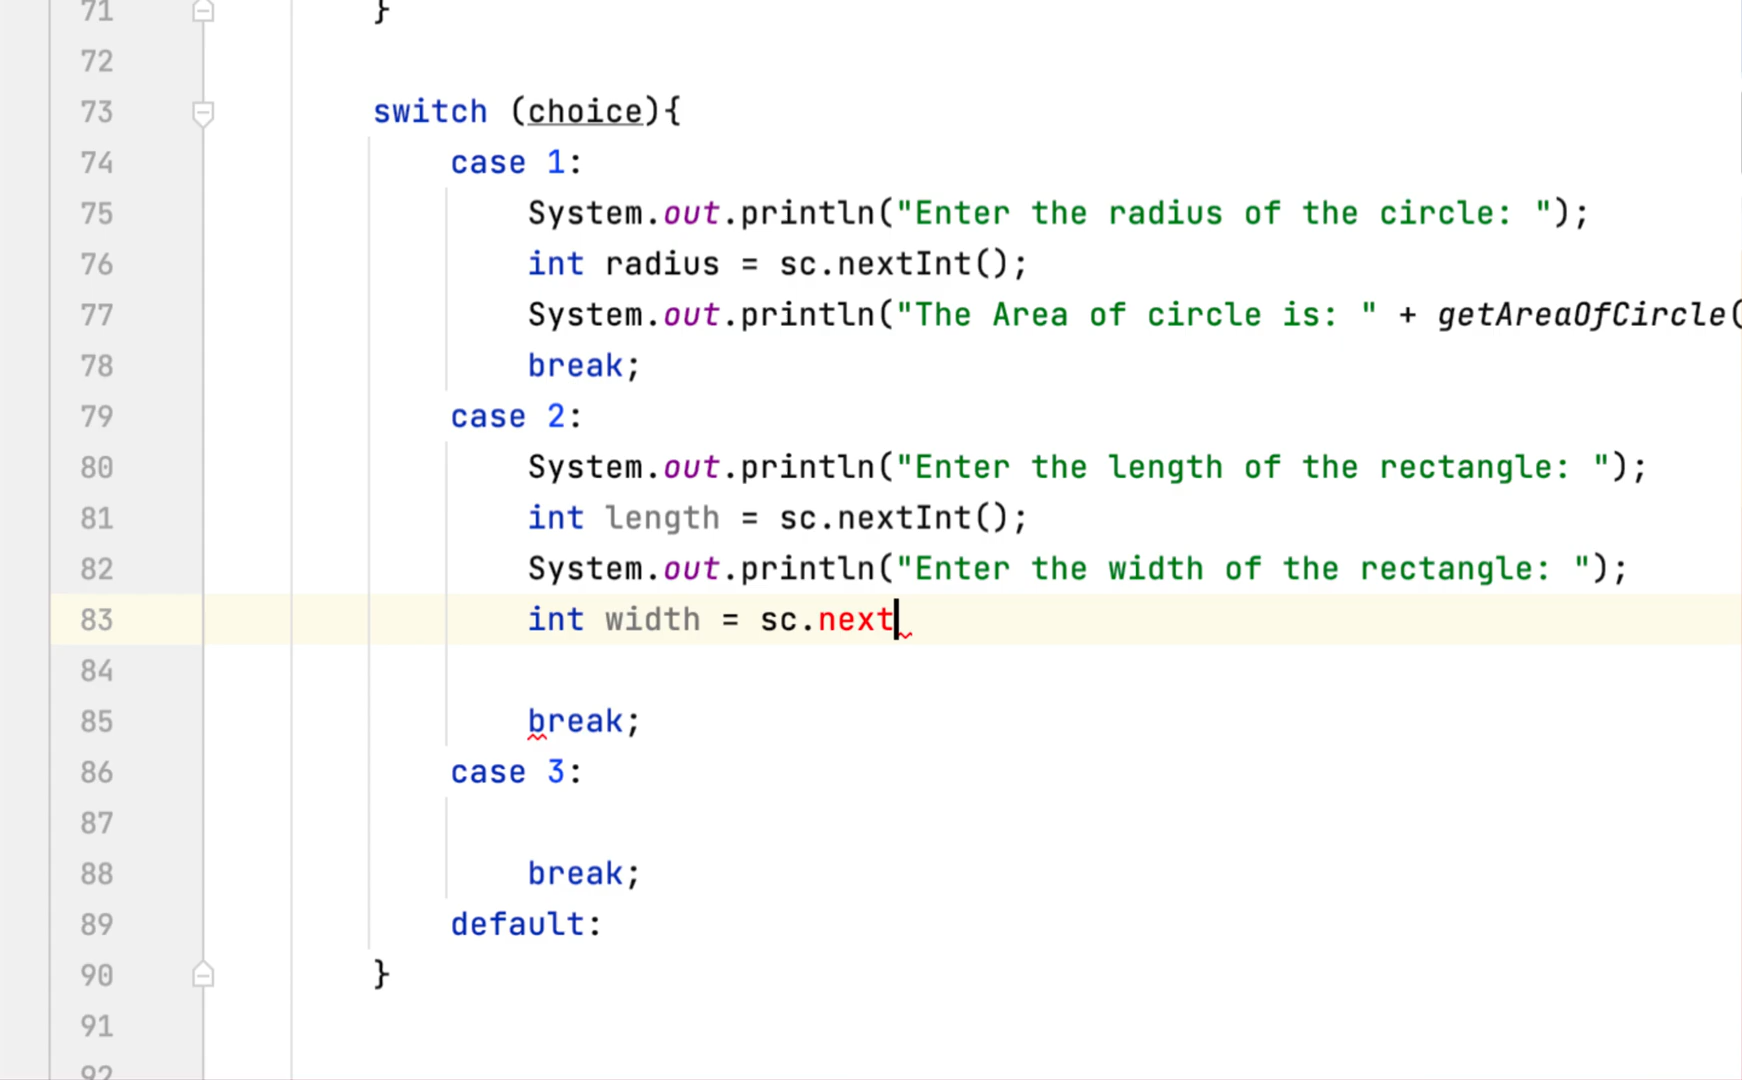 71 }
72
73 switch (choice){
74 case 1:
75 System.out.println("Enter the radius of the circle: ");
76 int radius = sc.nextInt();
77 System.out.println("The Area of circle is: " + getAreaOfCircle(
78 break;
79 case 2:
80 System.out.println("Enter the length of the rectangle: ");
81 int length = sc.nextInt();
82 System.out.println("Enter the width of the rectangle: ");
83 int width = sc.next
84
85 break;
86 case 3:
87
88 break;
89 default:
90 }
91
92